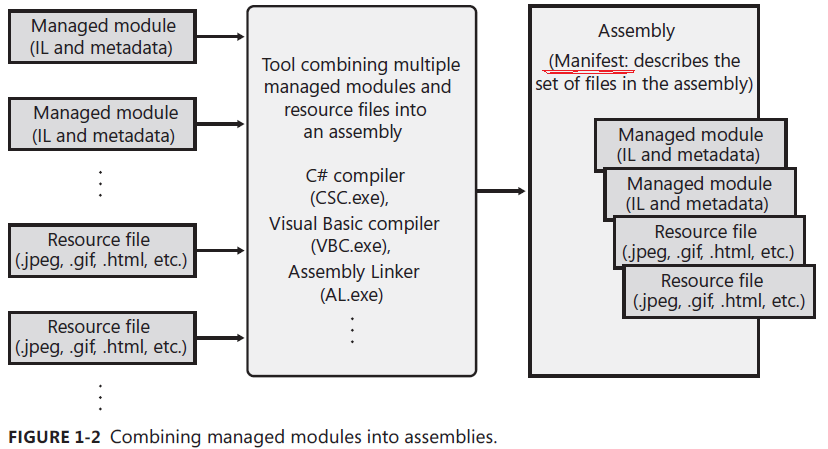 Managed module
(IL and metadata)
Managed module
(IL and metadata)
Resource file
(.jpeg, .gif, .html, etc.)
Resource file
(.jpeg, .gif, .html, etc.)
Tool combining multiple
managed modules and
resource files into
an assembly
C# compiler
(CSC.exe),
Visual Basic compiler
(VBC.exe),
Assembly Linker
(AL.exe)
Assembly
(Manifest: describes the
set of files in the assembly)
Managed module
(IL and metadata)
Managed module
(IL and metadata)
Resource file
(.jpeg, .gif, .html, etc.)
Resource file
(.jpeg, .gif, .html, etc.)
FIGURE 1-2 Combining managed modules into assemblies.